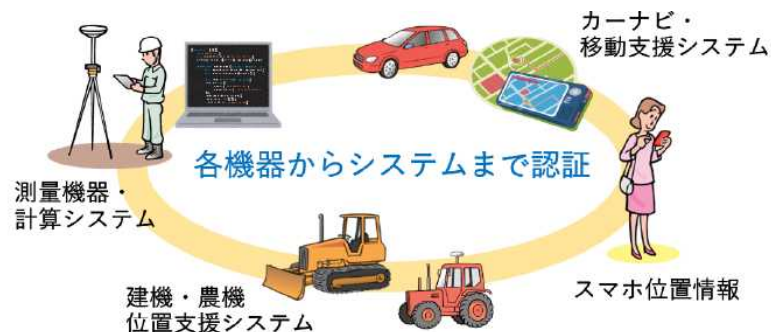 カーナビ・
移動支援システム
各機器からシステムまで認証
測量機器・
計算システム
建機・農機
位置支援システム
スマホ位置情報